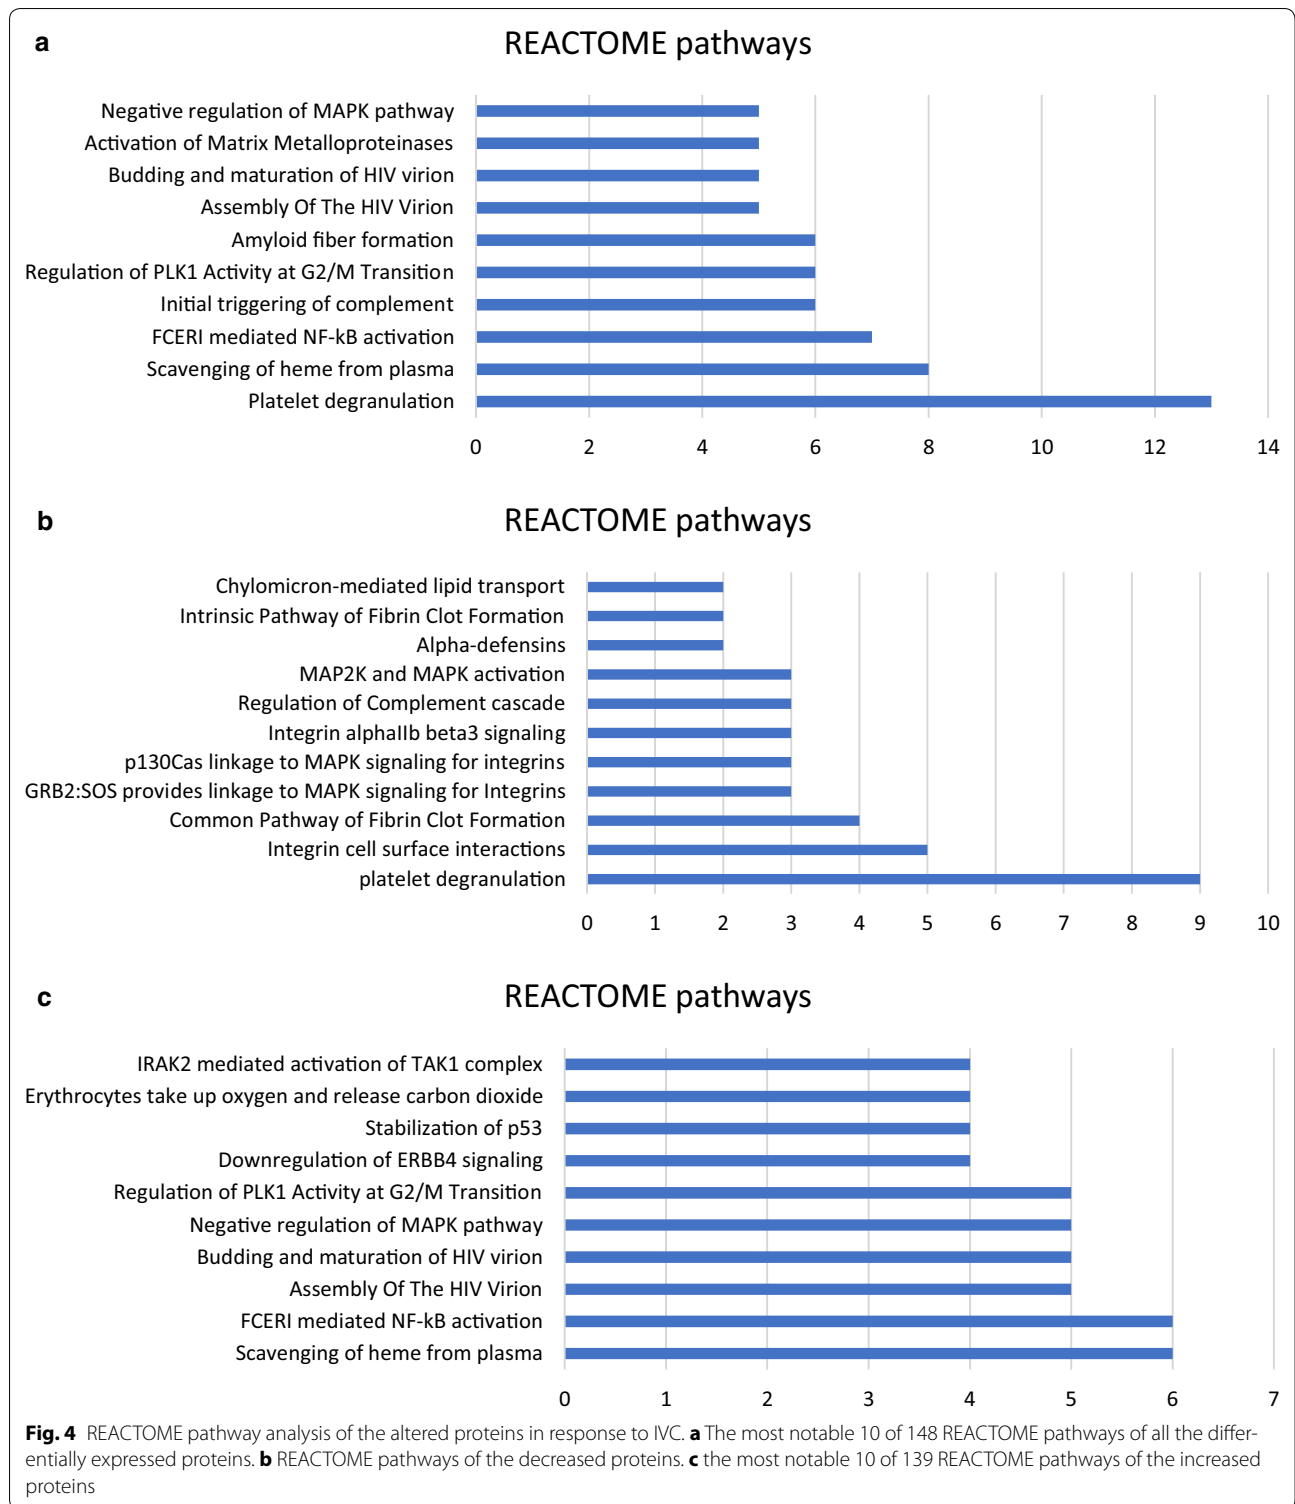 a
REACTOME pathways
Negative regulation of MAPK pathway
Activation of Matrix Metalloproteinases
Budding and maturation of HIV virion
Assembly Of The HIV Virion
Amyloid fiber formation
Regulation of PLK1 Activity at G2/M Transition
Initial triggering of complement
FCERI mediated NF-kB activation
Scavenging of heme from plasma
Platelet degranulation
0 2 4 6 8 10 12 14
b
REACTOME pathways
Chylomicron-mediated lipid transport
Intrinsic Pathway of Fibrin Clot Formation
Alpha-defensins
MAP2K and MAPK activation
Regulation of Complement cascade
Integrin alphaIIb beta3 signaling
p130Cas linkage to MAPK signaling for integrins
GRB2:SOS provides linkage to MAPK signaling for Integrins
Common Pathway of Fibrin Clot Formation
Integrin cell surface interactions
platelet degranulation
0 1 2 3 4 5 6 7 8 9 10
c
REACTOME pathways
IRAK2 mediated activation of TAK1 complex
Erythrocytes take up oxygen and release carbon dioxide
Stabilization of p53
Downregulation of ERBB4 signaling
Regulation of PLK1 Activity at G2/M Transition
Negative regulation of MAPK pathway
Budding and maturation of HIV virion
Assembly Of The HIV Virion
FCERI mediated NF-kB activation
Scavenging of heme from plasma
0 1 2 3 4 5 6 7
Fig. 4 REACTOME pathway analysis of the altered proteins in response to IVC. a The most notable 10 of 148 REACTOME pathways of all the differ-
entially expressed proteins. b REACTOME pathways of the decreased proteins. c the most notable 10 of 139 REACTOME pathways of the increased
proteins